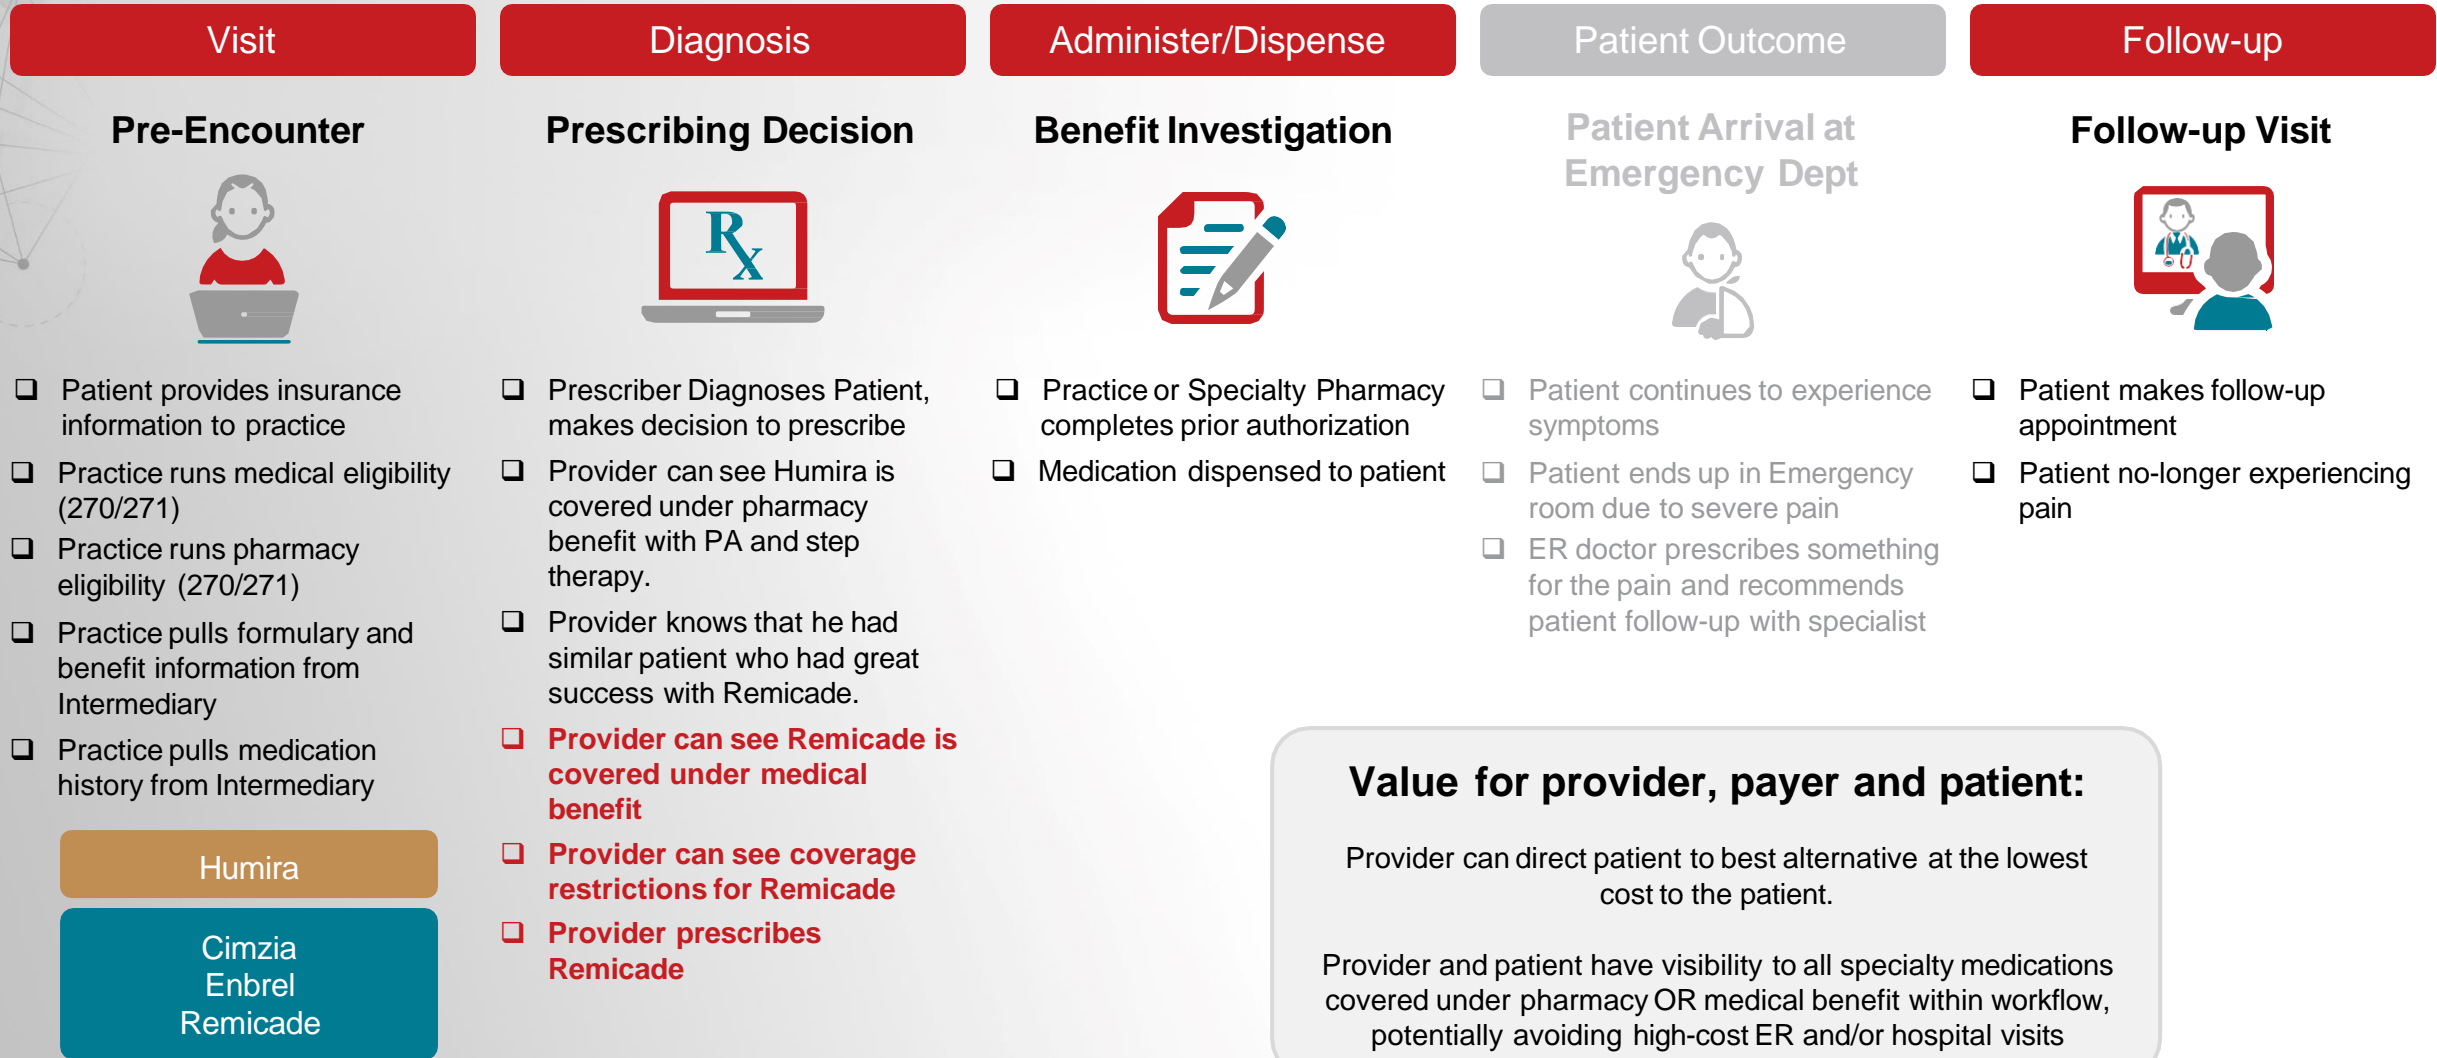 Visit
Pre-Encounter
❑ Patient provides insurance
information to practice
❑ Practice runs medical eligibility
(270/271)
❑ Practice runs pharmacy
eligibility (270/271)
❑ Practice pulls formulary and
benefit information from
Intermediary
❑ Practice pulls medication
history from Intermediary
Humira
Cimzia
Enbrel
Remicade
Diagnosis
Prescribing Decision
Rx
❑ Prescriber Diagnoses Patient,
makes decision to prescribe
❑ Provider can see Humira is
covered under pharmacy
benefit with PA and step
therapy.
❑ Provider knows that he had
similar patient who had great
success with Remicade.
❑ Provider can see Remicade is
covered under medical
benefit
❑ Provider can see coverage
restrictions for Remicade
❑ Provider prescribes
Remicade
Administer/Dispense
Benefit Investigation
❑ Practice or Specialty Pharmacy
completes prior authorization
❑ Medication dispensed to patient
Patient Outcome
Patient Arrival at
Emergency Dept
❑ Patient continues to experience
symptoms
❑ Patient ends up in Emergency
room due to severe pain
❑ ER doctor prescribes something
for the pain and recommends
patient follow-up with specialist
Follow-up
Follow-up Visit
❑ Patient makes follow-up
appointment
❑ Patient no-longer experiencing
pain
Value for provider, payer and patient:
Provider can direct patient to best alternative at the lowest
cost to the patient.
Provider and patient have visibility to all specialty medications
covered under pharmacy OR medical benefit within workflow,
potentially avoiding high-cost ER and/or hospital visits